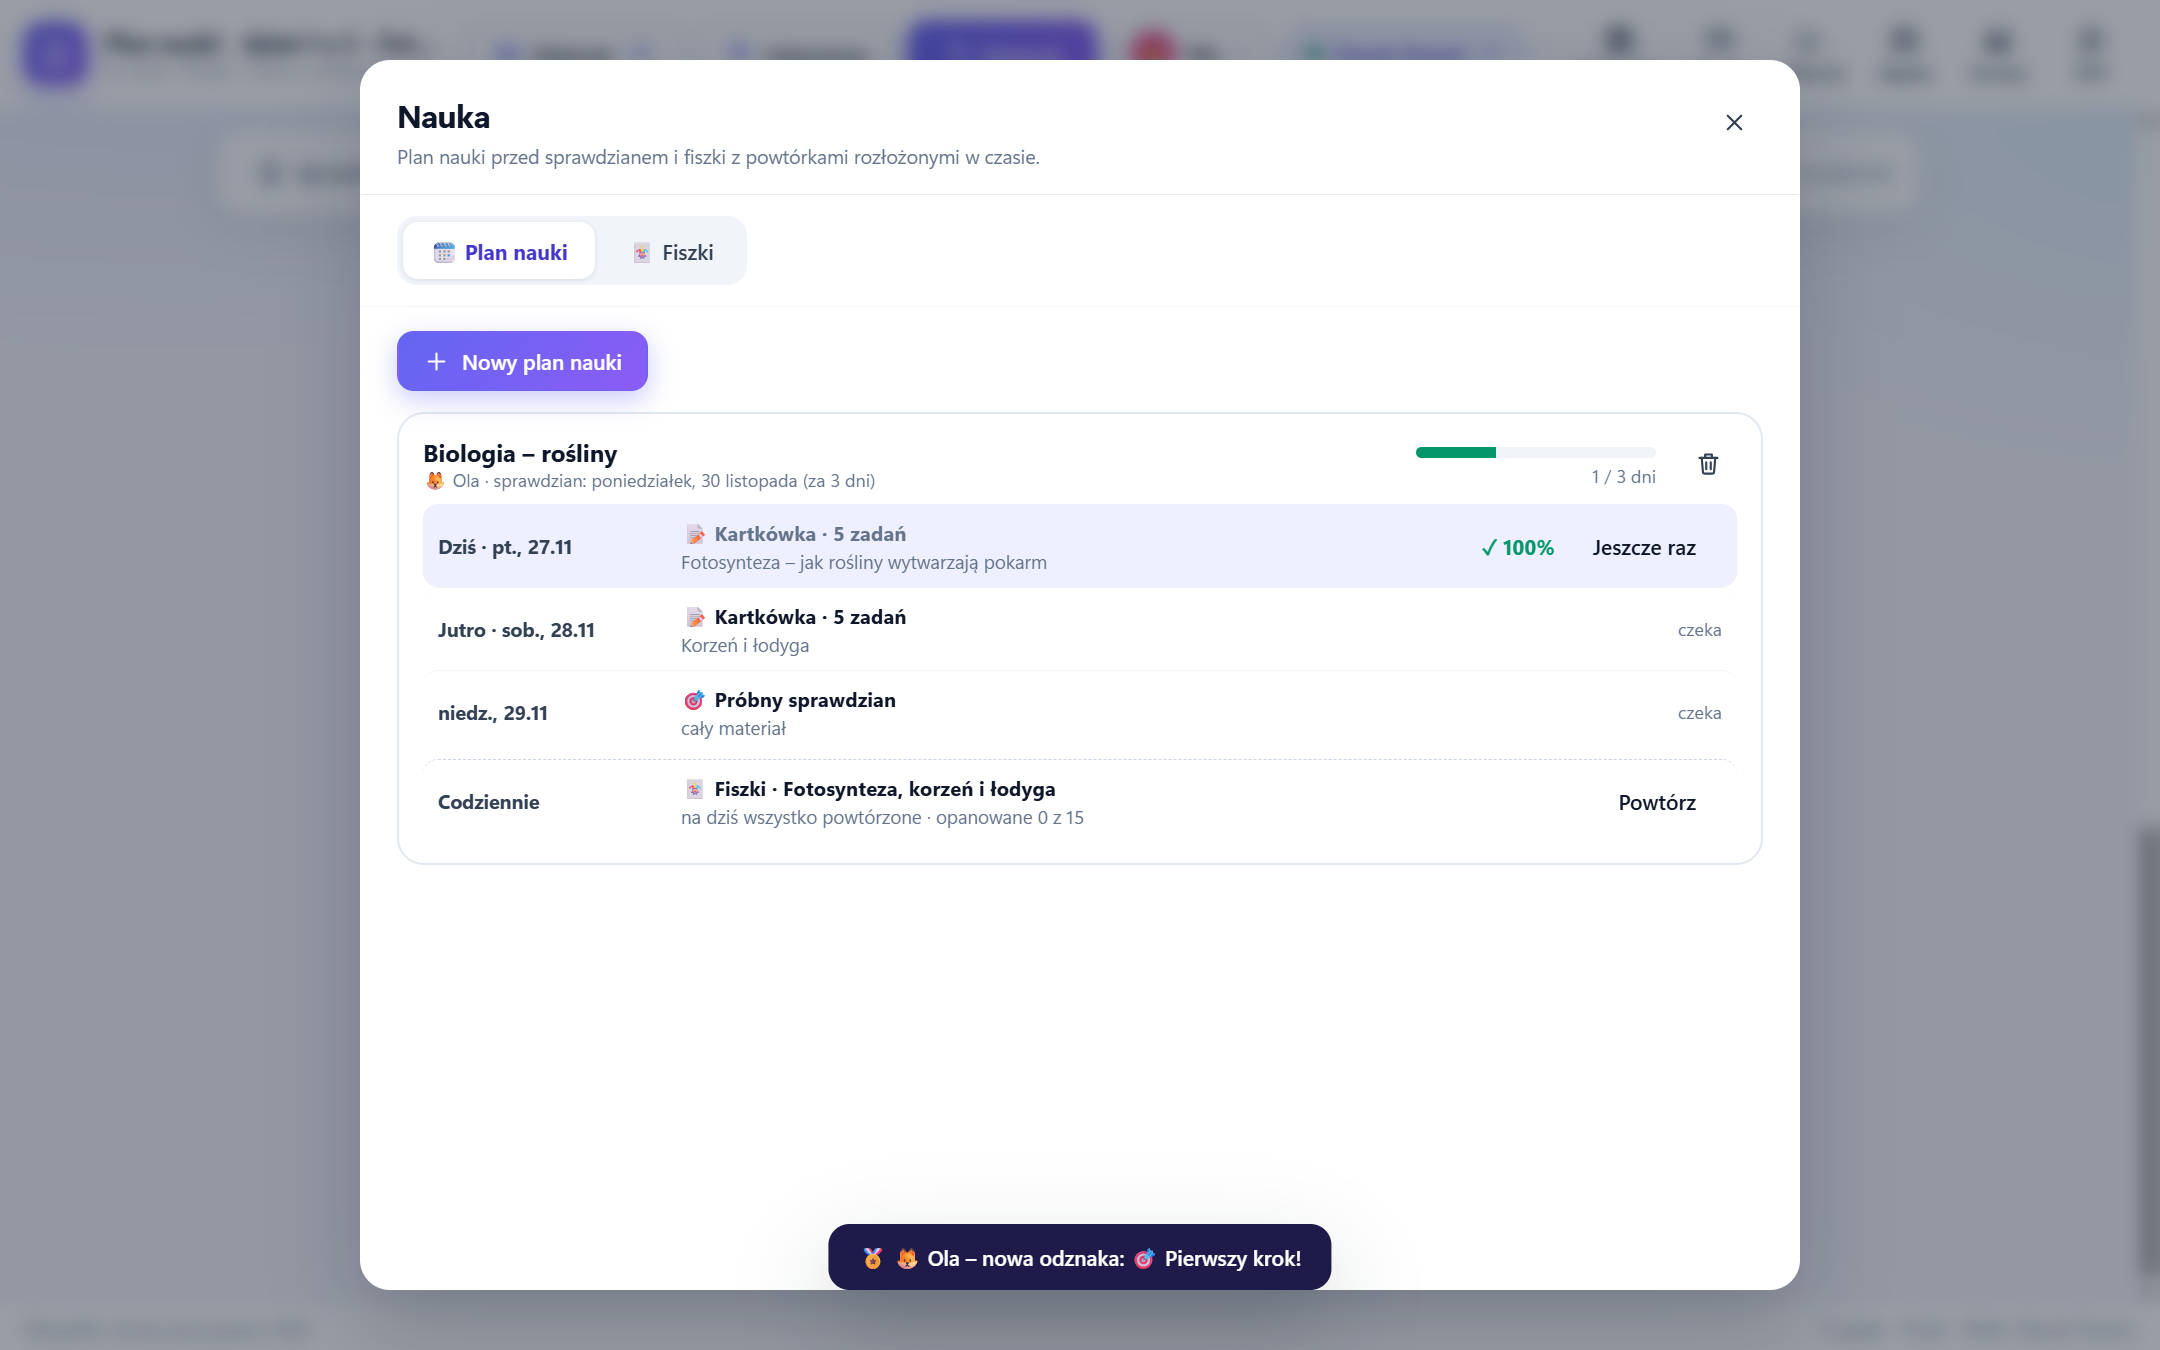 Nauka
Plan nauki przed sprawdzianem i fiszki z powtórkami rozłożonymi w czasie.
Plan nauki
Fiszki
Nowy plan nauki
Biologia – rośliny
Ola · sprawdzian: poniedziałek, 30 listopada (za 3 dni)
1 / 3 dni
Dziś · pt., 27.11
Kartkówka · 5 zadań
Fotosynteza – jak rośliny wytwarzają pokarm
✓ 100%
Jeszcze raz
Jutro · sob., 28.11
Kartkówka · 5 zadań
Korzeń i łodyga
czeka
niedz., 29.11
Próbny sprawdzian
cały materiał
czeka
Codziennie
Fiszki · Fotosynteza, korzeń i łodyga
na dziś wszystko powtórzone · opanowane 0 z 15
Powtórz
Ola – nowa odznaka: Pierwszy krok!